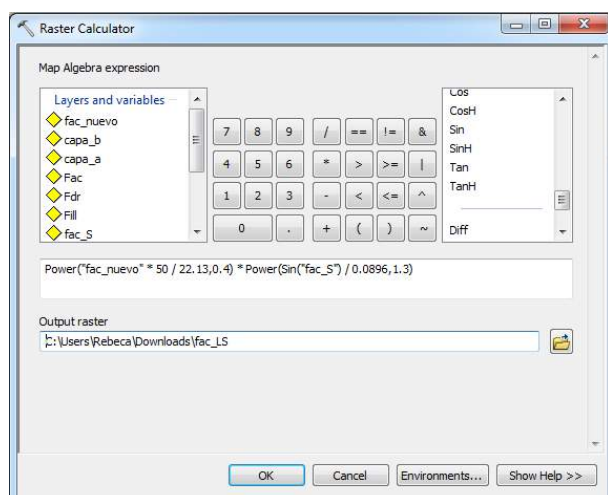 Raster Calculator
Map Algebra expression
Layers and variables
fac_nuevo
capa_b
capa_a
Fac
Fdr
Fill
fac_S
7 8 9 / == != &
4 5 6 * > >= |
1 2 3 - < <= ^
0 . + ( ) ~
Cos
CosH
Sin
SinH
Tan
TanH
Diff
Power("fac_nuevo" * 50 / 22.13,0.4) * Power(Sin("fac_S") / 0.0896,1.3)
Output raster
C:\Users\Rebeca\Downloads\fac_LS
OK Cancel Environments... Show Help >>